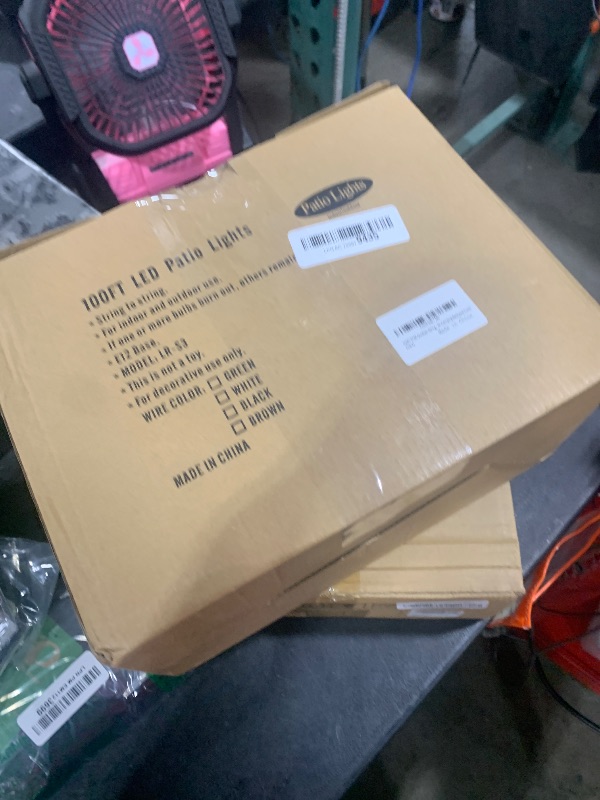 Patio Lights
9435
100FT LED Patio Lights
• String to string.
• For indoor and outdoor use.
• If one or more bulbs burn out, others remain
• E12 Base.
• MODEL: LR-S3
• This is not a toy.
• For decorative use only.
WIRE COLOR: GREEN
WHITE
BLACK
BROWN
MADE IN CHINA